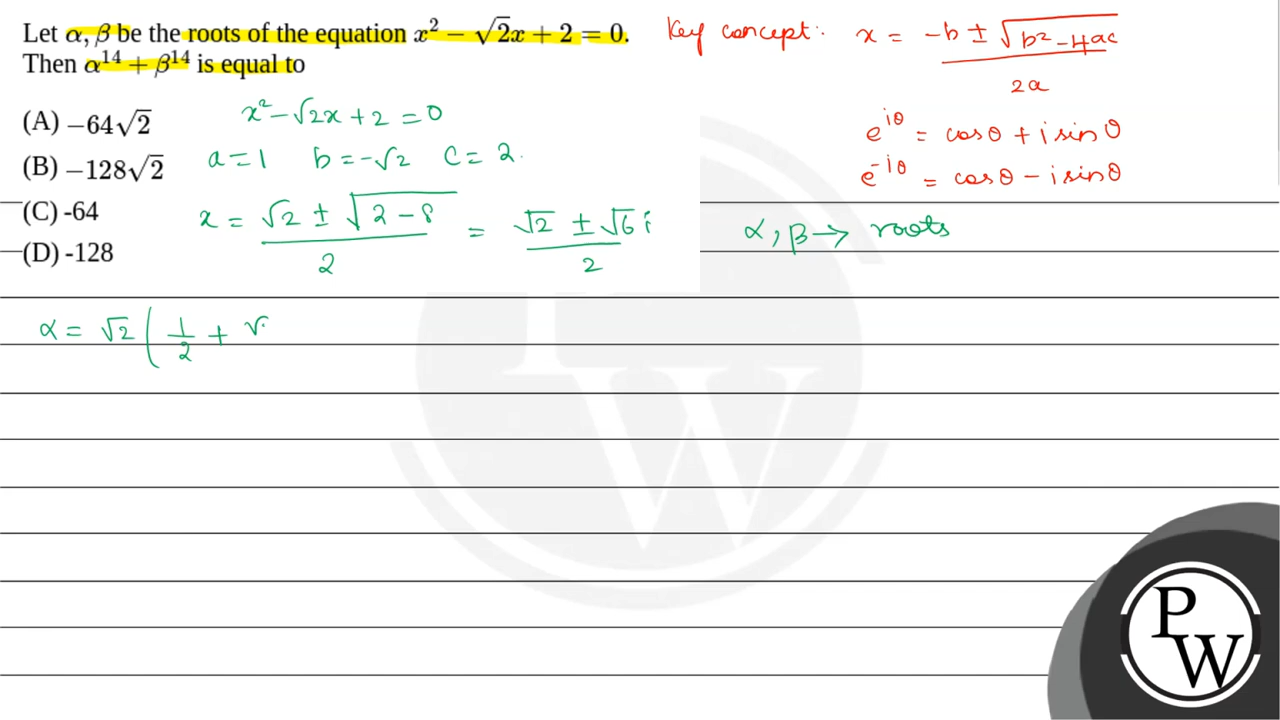 Let α, β be the roots of the equation x² − √2x + 2 = 0.
Then α¹⁴ + β¹⁴ is equal to
(A) −64√2
(B) −128√2
(C) -64
(D) -128
Key concept: x = (-b ± √(b² - 4ac)) / 2a
e^{iθ} = cosθ + i sinθ
e^{-iθ} = cosθ - i sinθ
x² - √2x + 2 = 0
a = 1 b = -√2 c = 2.
x = (√2 ± √(2 - 8)) / 2 = (√2 ± √6 i) / 2
α, β → roots
α = √2 ( 1/2 + √
PW
PW